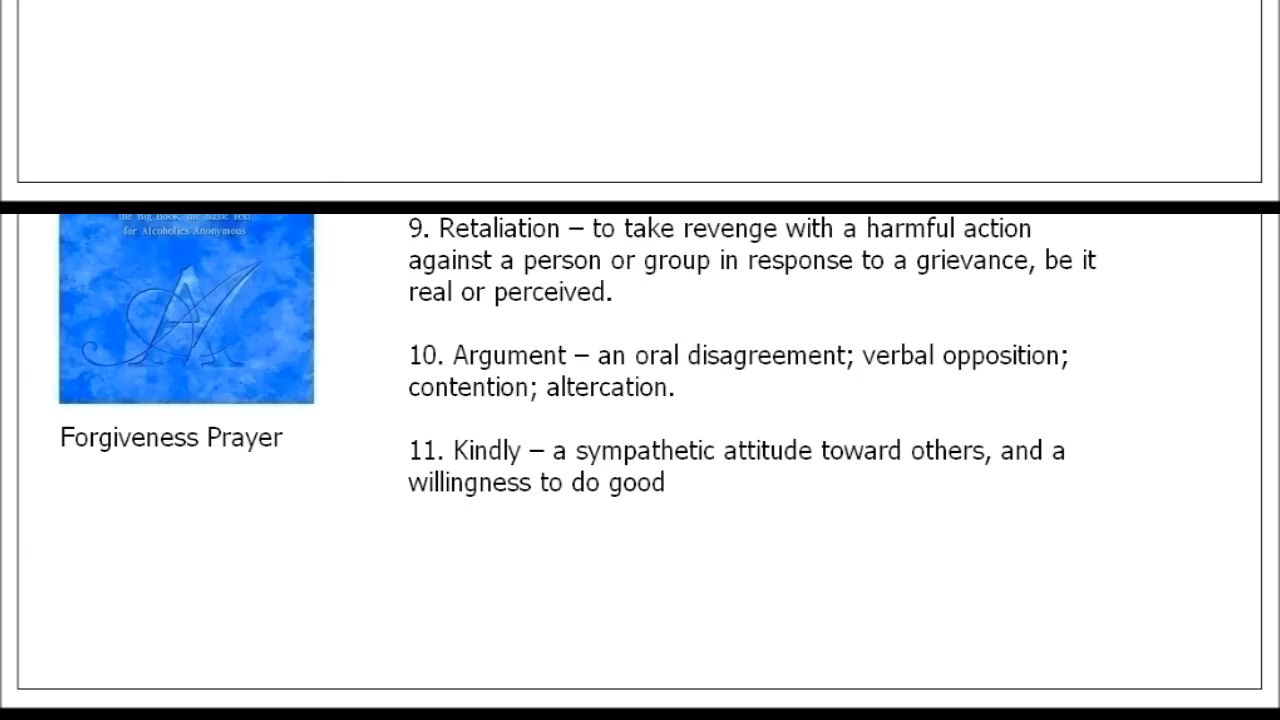 the Big Book, the Basic Text
for Alcoholics Anonymous
Forgiveness Prayer
9. Retaliation – to take revenge with a harmful action
against a person or group in response to a grievance, be it
real or perceived.
10. Argument – an oral disagreement; verbal opposition;
contention; altercation.
11. Kindly – a sympathetic attitude toward others, and a
willingness to do good